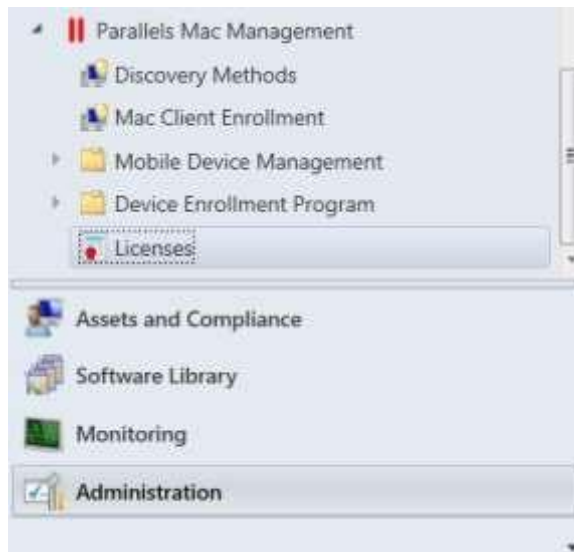 Parallels Mac Management
Discovery Methods
Mac Client Enrollment
Mobile Device Management
Device Enrollment Program
Licenses
Assets and Compliance
Software Library
Monitoring
Administration